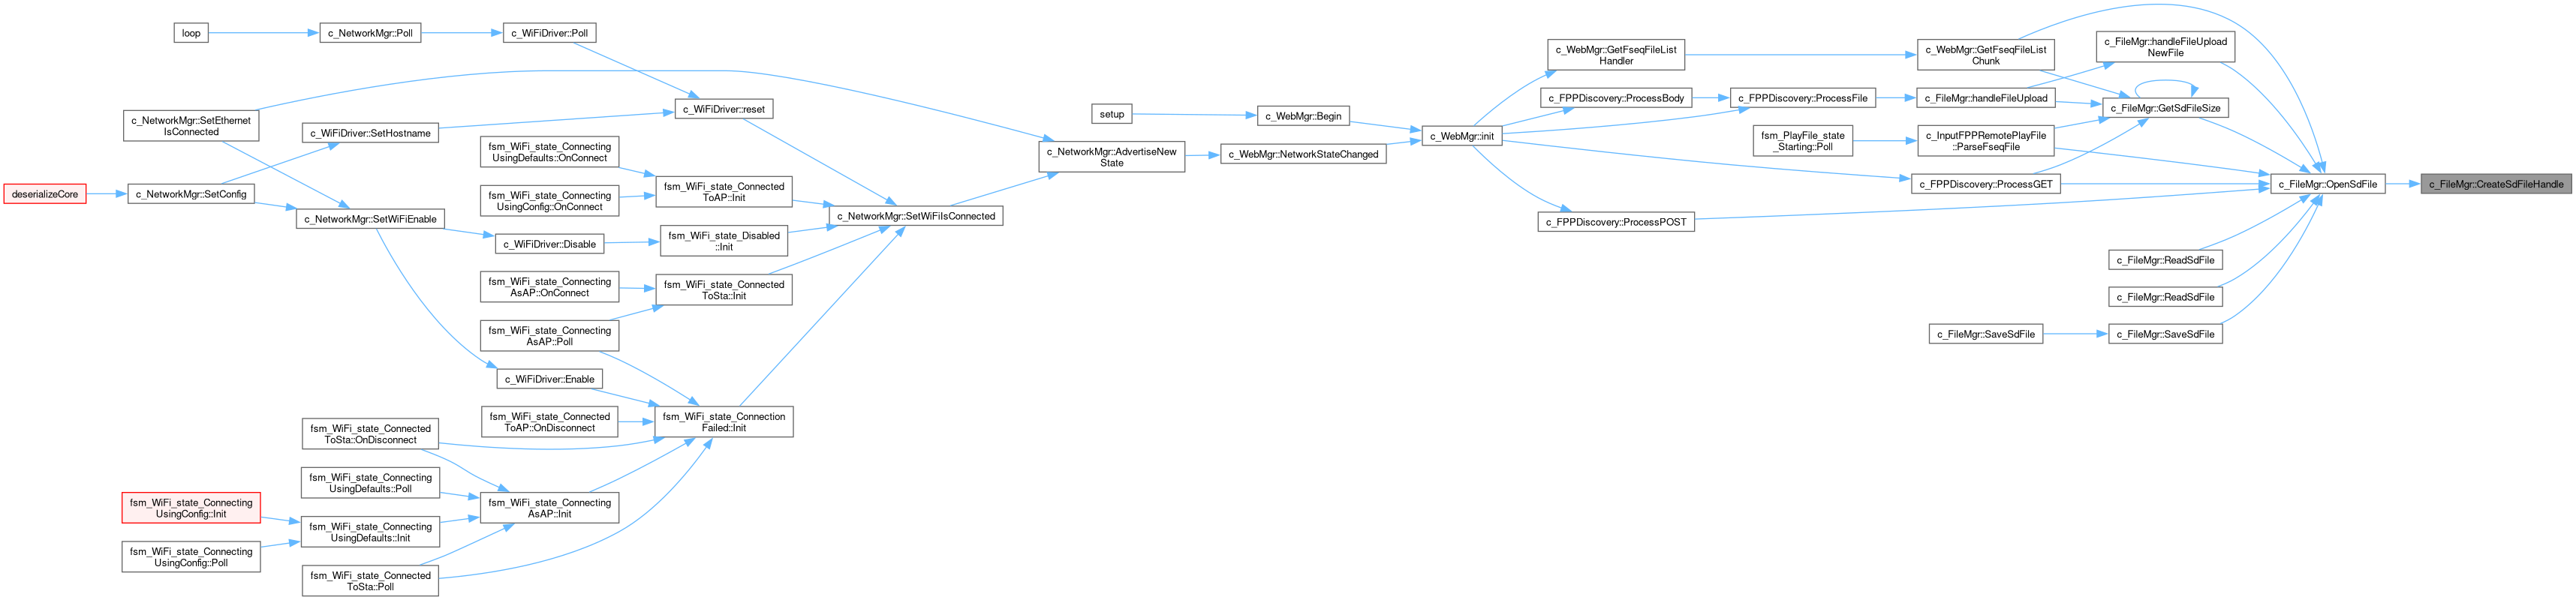 loop
c_NetworkMgr::Poll
c_WiFiDriver::Poll
c_NetworkMgr::SetEthernet
IsConnected
c_WiFiDriver::SetHostname
c_WiFiDriver::reset
deserializeCore
c_NetworkMgr::SetConfig
c_NetworkMgr::SetWiFiEnable
fsm_WiFi_state_Connecting
UsingDefaults::OnConnect
fsm_WiFi_state_Connecting
UsingConfig::OnConnect
fsm_WiFi_state_Connected
ToAP::Init
c_WiFiDriver::Disable
fsm_WiFi_state_Disabled
::Init
fsm_WiFi_state_Connecting
AsAP::OnConnect
fsm_WiFi_state_Connected
ToSta::Init
fsm_WiFi_state_Connecting
AsAP::Poll
c_WiFiDriver::Enable
fsm_WiFi_state_Connected
ToAP::OnDisconnect
fsm_WiFi_state_Connection
Failed::Init
fsm_WiFi_state_Connected
ToSta::OnDisconnect
fsm_WiFi_state_Connecting
UsingDefaults::Poll
fsm_WiFi_state_Connecting
AsAP::Init
fsm_WiFi_state_Connecting
UsingConfig::Init
fsm_WiFi_state_Connecting
UsingDefaults::Init
fsm_WiFi_state_Connecting
UsingConfig::Poll
fsm_WiFi_state_Connected
ToSta::Poll
c_NetworkMgr::SetWiFiIsConnected
c_NetworkMgr::AdvertiseNew
State
setup
c_WebMgr::Begin
c_WebMgr::NetworkStateChanged
c_WebMgr::init
c_WebMgr::GetFseqFileList
Handler
c_FPPDiscovery::ProcessBody
c_FPPDiscovery::ProcessFile
c_FPPDiscovery::ProcessPOST
fsm_PlayFile_state
_Starting::Poll
c_WebMgr::GetFseqFileList
Chunk
c_FileMgr::handleFileUpload
c_InputFPPRemotePlayFile
::ParseFseqFile
c_FPPDiscovery::ProcessGET
c_FileMgr::handleFileUpload
NewFile
c_FileMgr::GetSdFileSize
c_FileMgr::OpenSdFile
c_FileMgr::CreateSdFileHandle
c_FileMgr::ReadSdFile
c_FileMgr::ReadSdFile
c_FileMgr::SaveSdFile
c_FileMgr::SaveSdFile